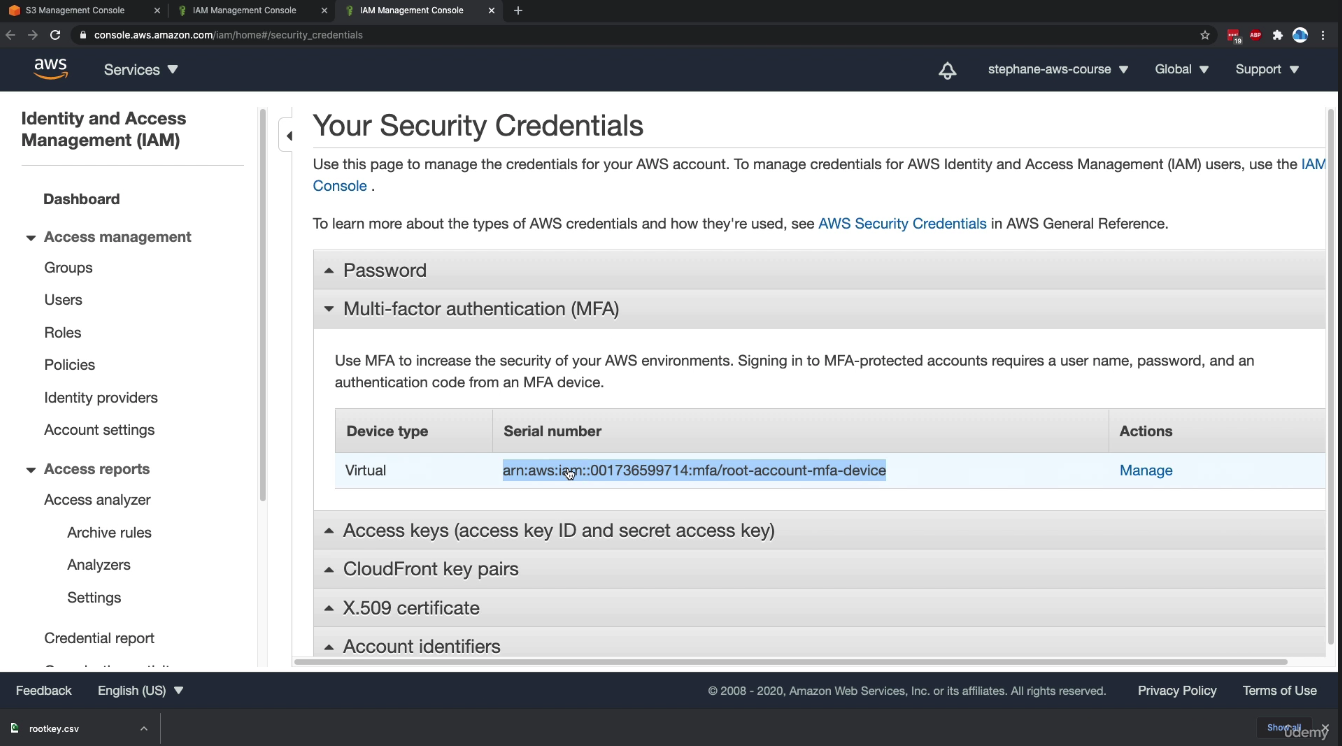 S3 Management Console
IAM Management Console
IAM Management Console
console.aws.amazon.com/iam/home#/security_credentials
19
ABP
aws
Services
stephane-aws-course
Global
Support
Identity and Access
Management (IAM)
Dashboard
Access management
Groups
Users
Roles
Policies
Identity providers
Account settings
Access reports
Access analyzer
Archive rules
Analyzers
Settings
Credential report
Your Security Credentials
Use this page to manage the credentials for your AWS account. To manage credentials for AWS Identity and Access Management (IAM) users, use the IAM
Console .
To learn more about the types of AWS credentials and how they're used, see AWS Security Credentials in AWS General Reference.
Password
Multi-factor authentication (MFA)
Use MFA to increase the security of your AWS environments. Signing in to MFA-protected accounts requires a user name, password, and an
authentication code from an MFA device.
Device type Serial number Actions
Virtual arn:aws:iam::001736599714:mfa/root-account-mfa-device Manage
Access keys (access key ID and secret access key)
CloudFront key pairs
X.509 certificate
Account identifiers
Feedback English (US)
© 2008 - 2020, Amazon Web Services, Inc. or its affiliates. All rights reserved. Privacy Policy Terms of Use
rootkey.csv
Show all
udemy